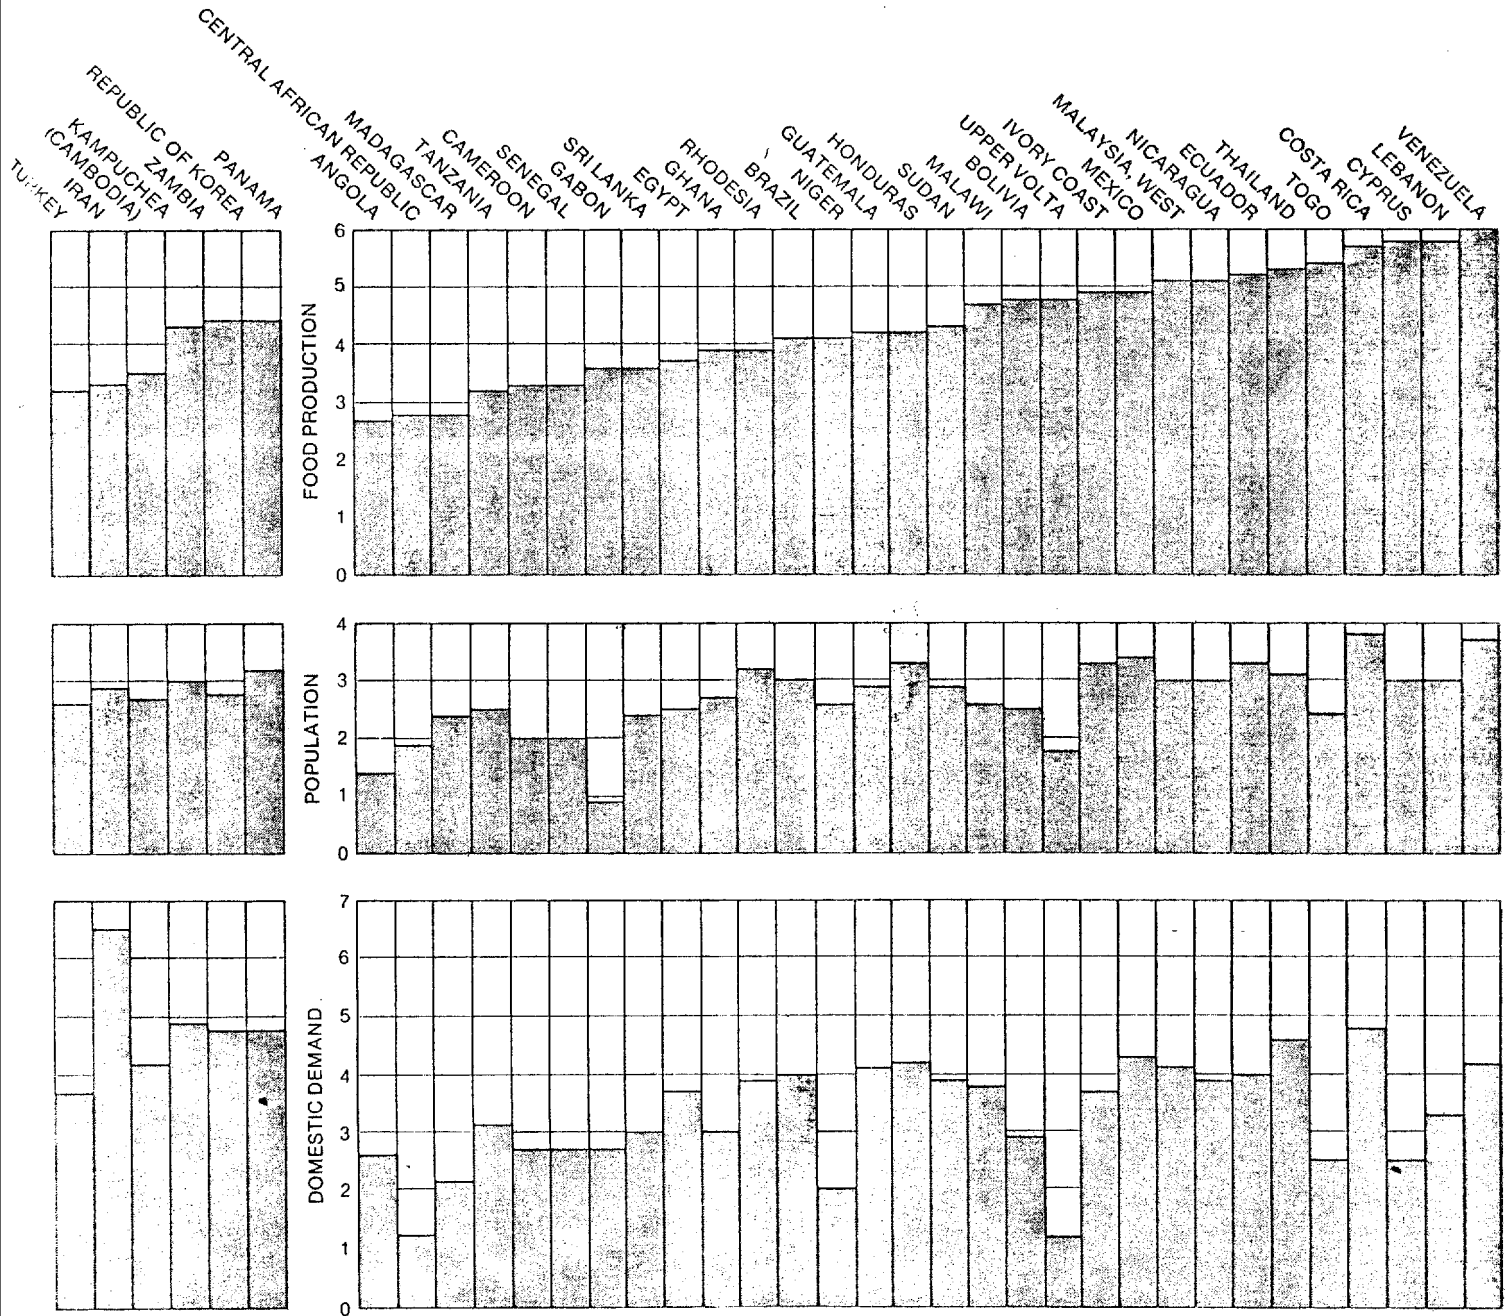 TURKEY
IRAN
KAMPUCHEA
(CAMBODIA)
ZAMBIA
REPUBLIC OF KOREA
PANAMA
ANGOLA
CENTRAL AFRICAN REPUBLIC
MADAGASCAR
TANZANIA
CAMEROON
SENEGAL
GABON
SRI LANKA
EGYPT
GHANA
RHODESIA
BRAZIL
NIGER
GUATEMALA
HONDURAS
SUDAN
MALAWI
BOLIVIA
UPPER VOLTA
IVORY COAST
MEXICO
MALAYSIA, WEST
NICARAGUA
ECUADOR
THAILAND
TOGO
COSTA RICA
CYPRUS
LEBANON
VENEZUELA
FOOD PRODUCTION
6
5
4
3
2
1
0
POPULATION
4
3
2
1
0
DOMESTIC DEMAND
7
6
5
4
3
2
1
0